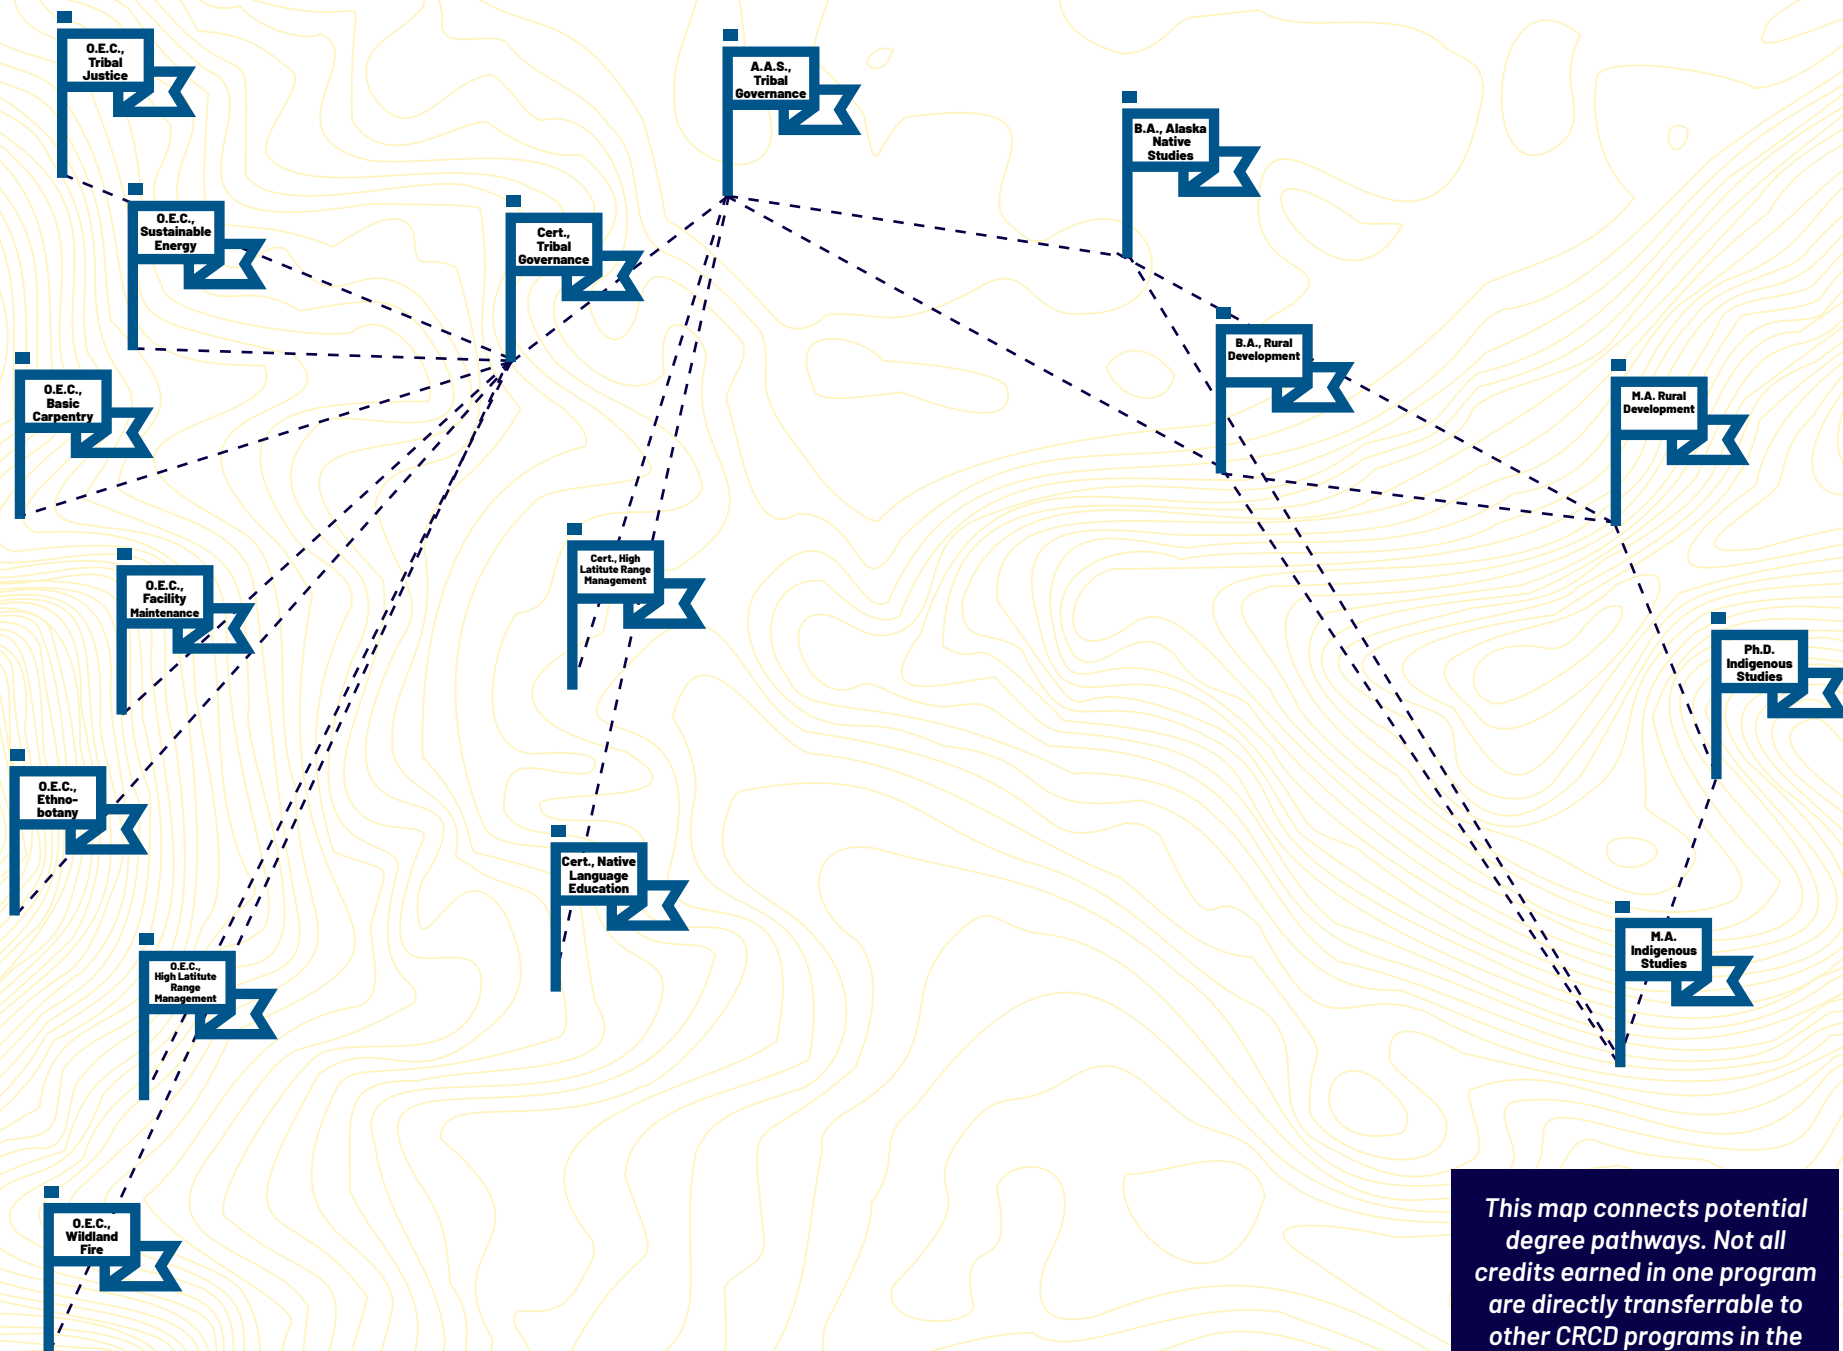 O.E.C.,
Tribal
Justice
A.A.S.,
Tribal
Governance
B.A., Alaska
Native
Studies
O.E.C.,
Sustainable
Energy
Cert.,
Tribal
Governance
B.A., Rural
Development
O.E.C.,
Basic
Carpentry
M.A. Rural
Development
Cert., High
Latitute Range
Management
O.E.C.,
Facility
Maintenance
Ph.D.
Indigenous
Studies
O.E.C.,
Ethno-
botany
Cert., Native
Language
Education
M.A.
Indigenous
Studies
O.E.C.,
High Latitute
Range
Management
O.E.C.,
Wildland
Fire
This map connects potential
degree pathways. Not all
credits earned in one program
are directly transferrable to
other CRCD programs in the